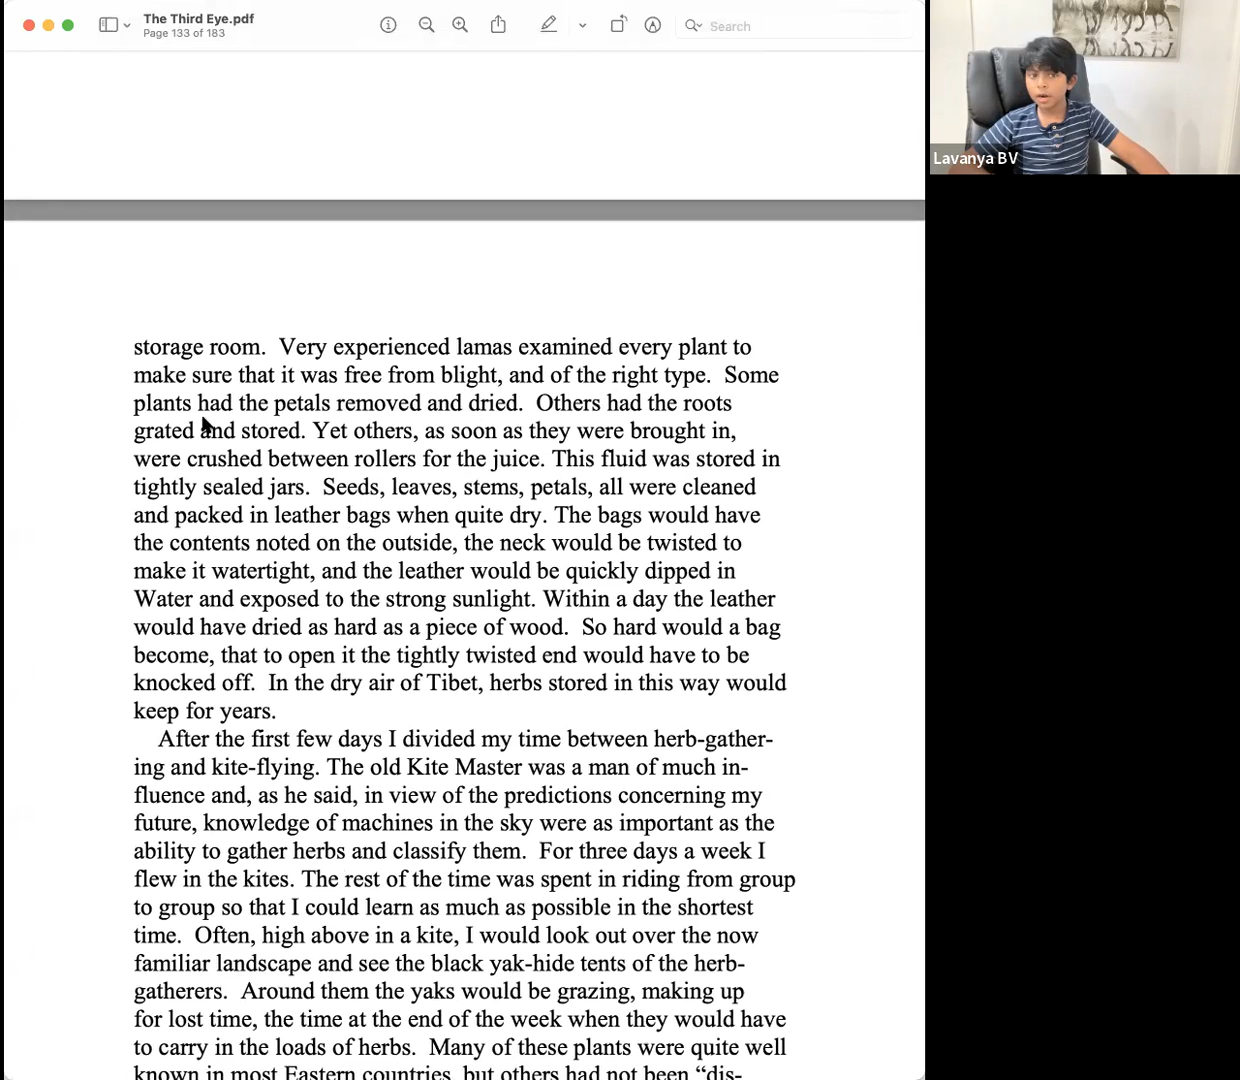 The Third Eye.pdf
Page 133 of 183
Search
Lavanya BV
storage room.  Very experienced lamas examined every plant to
make sure that it was free from blight, and of the right type.  Some
plants had the petals removed and dried.  Others had the roots
grated and stored. Yet others, as soon as they were brought in,
were crushed between rollers for the juice. This fluid was stored in
tightly sealed jars.  Seeds, leaves, stems, petals, all were cleaned
and packed in leather bags when quite dry. The bags would have
the contents noted on the outside, the neck would be twisted to
make it watertight, and the leather would be quickly dipped in
Water and exposed to the strong sunlight. Within a day the leather
would have dried as hard as a piece of wood.  So hard would a bag
become, that to open it the tightly twisted end would have to be
knocked off.  In the dry air of Tibet, herbs stored in this way would
keep for years.
After the first few days I divided my time between herb-gather-
ing and kite-flying. The old Kite Master was a man of much in-
fluence and, as he said, in view of the predictions concerning my
future, knowledge of machines in the sky were as important as the
ability to gather herbs and classify them.  For three days a week I
flew in the kites. The rest of the time was spent in riding from group
to group so that I could learn as much as possible in the shortest
time.  Often, high above in a kite, I would look out over the now
familiar landscape and see the black yak-hide tents of the herb-
gatherers.  Around them the yaks would be grazing, making up
for lost time, the time at the end of the week when they would have
to carry in the loads of herbs.  Many of these plants were quite well
known in most Eastern countries, but others had not been “dis-